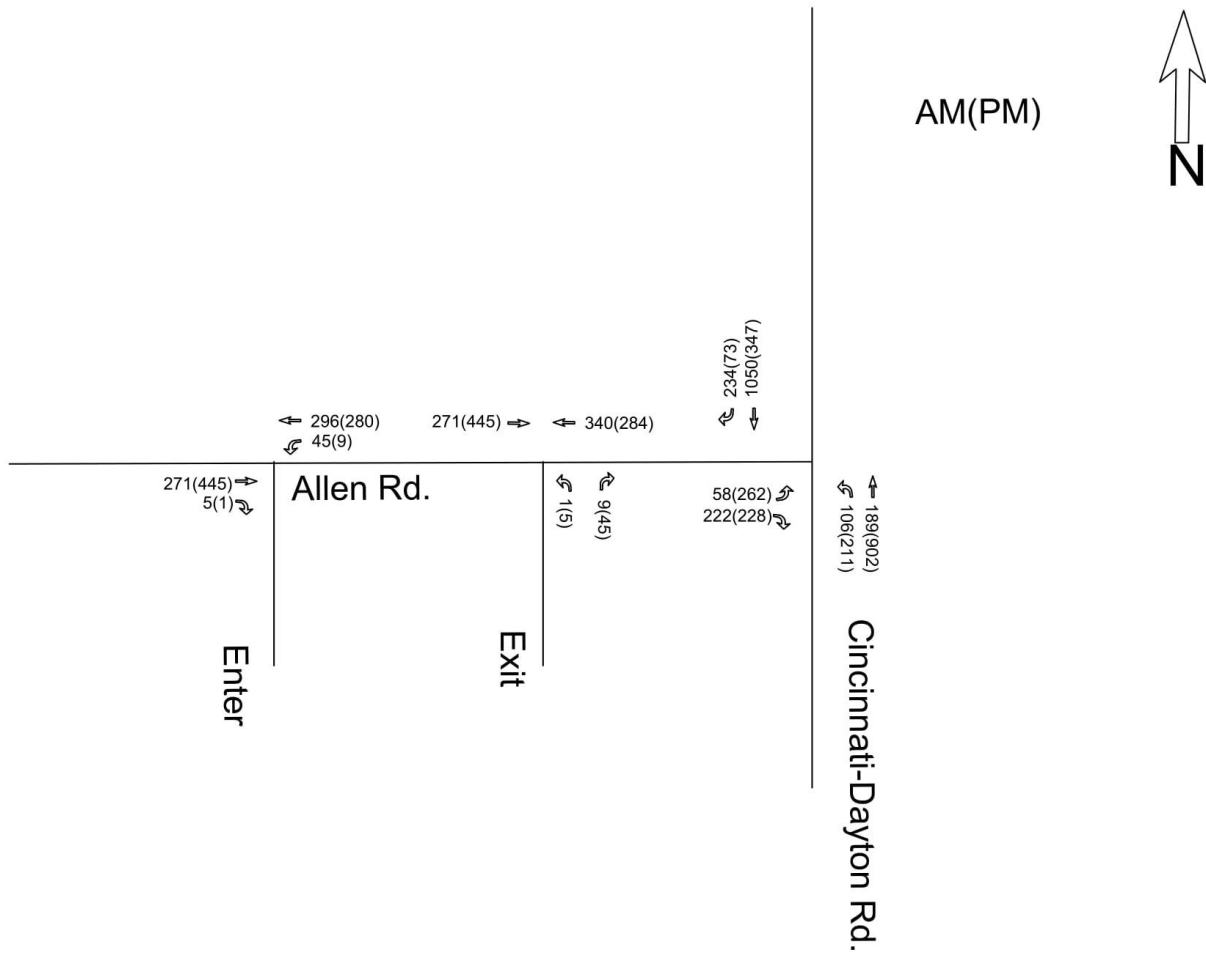 AM(PM)
N
234(73)
1050(347)
296(280)
45(9)
271(445)
340(284)
271(445)
5(1)
Allen Rd.
1(5)
9(45)
58(262)
222(228)
106(211)
189(902)
Enter
Exit
Cincinnati-Dayton Rd.